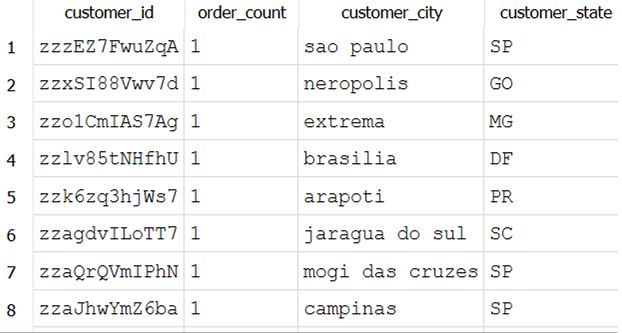 customer_id order_count customer_city customer_state
1 zzzEZ7FwuZqA 1 sao paulo SP
2 zzxSI88Vwv7d 1 neropolis GO
3 zzo1CmIAS7Ag 1 extrema MG
4 zzlv85tNHfhU 1 brasilia DF
5 zzk6zq3hjWs7 1 arapoti PR
6 zzagdvILoTT7 1 jaragua do sul SC
7 zzaQrQVmIPhN 1 mogi das cruzes SP
8 zzaJhwYmZ6ba 1 campinas SP